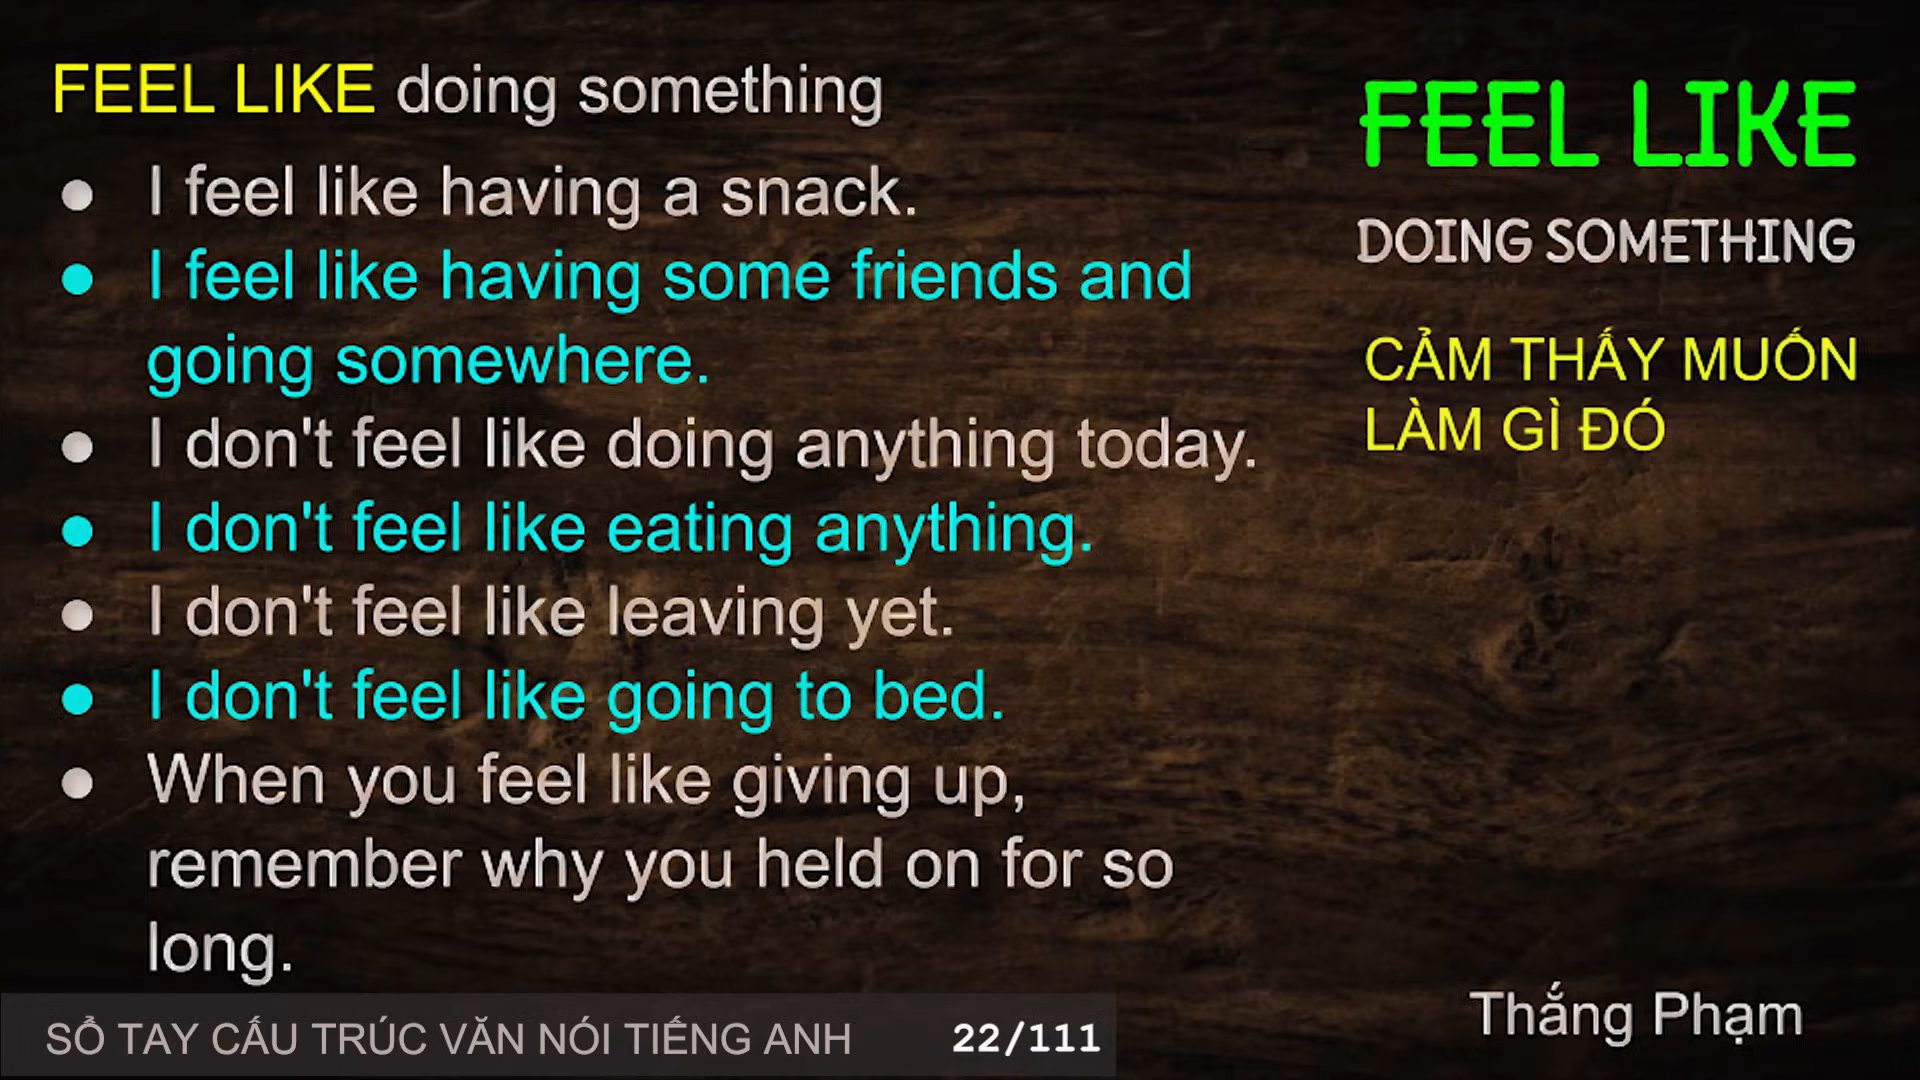 FEEL LIKE doing something
● I feel like having a snack.
● I feel like having some friends and
going somewhere.
● I don't feel like doing anything today.
● I don't feel like eating anything.
● I don't feel like leaving yet.
● I don't feel like going to bed.
● When you feel like giving up,
remember why you held on for so
long.
FEEL LIKE
DOING SOMETHING
CẢM THẤY MUỐN
LÀM GÌ ĐÓ
SỔ TAY CẤU TRÚC VĂN NÓI TIẾNG ANH 22/111
Thắng Phạm